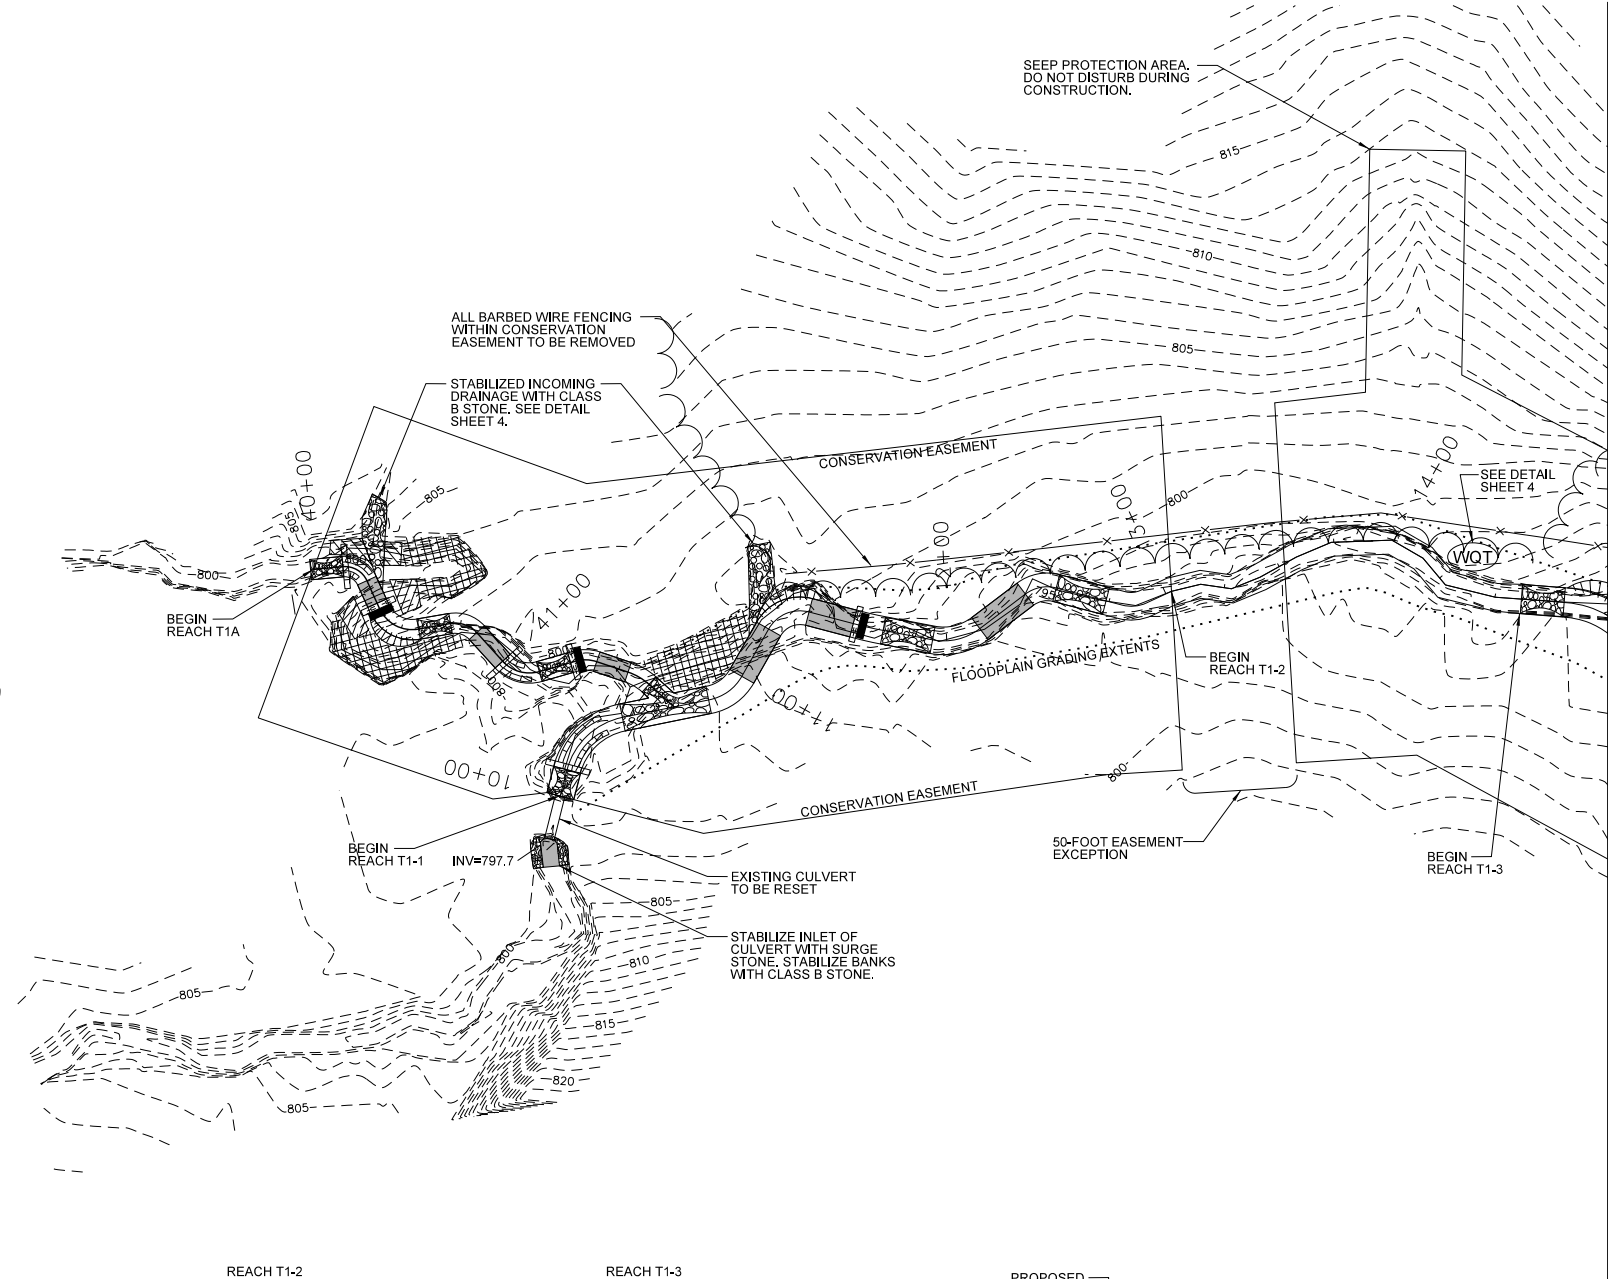 SEEP PROTECTION AREA.
DO NOT DISTURB DURING
CONSTRUCTION.
815
810
805
ALL BARBED WIRE FENCING
WITHIN CONSERVATION
EASEMENT TO BE REMOVED
STABILIZED INCOMING
DRAINAGE WITH CLASS
B STONE. SEE DETAIL
SHEET 4.
CONSERVATION EASEMENT
14+00
SEE DETAIL
SHEET 4
WQT
13+00
800
12+00
40+00
805
805
800
BEGIN
REACH T1A
41+00
800
800
795
FLOODPLAIN GRADING EXTENTS
BEGIN
REACH T1-2
11+00
10+00
CONSERVATION EASEMENT
800
BEGIN
REACH T1-1
INV=797.7
50-FOOT EASEMENT
EXCEPTION
BEGIN
REACH T1-3
EXISTING CULVERT
TO BE RESET
805
STABILIZE INLET OF
CULVERT WITH SURGE
STONE. STABILIZE BANKS
WITH CLASS B STONE.
800
810
805
815
820
805
REACH T1-2
REACH T1-3
PROPOSED